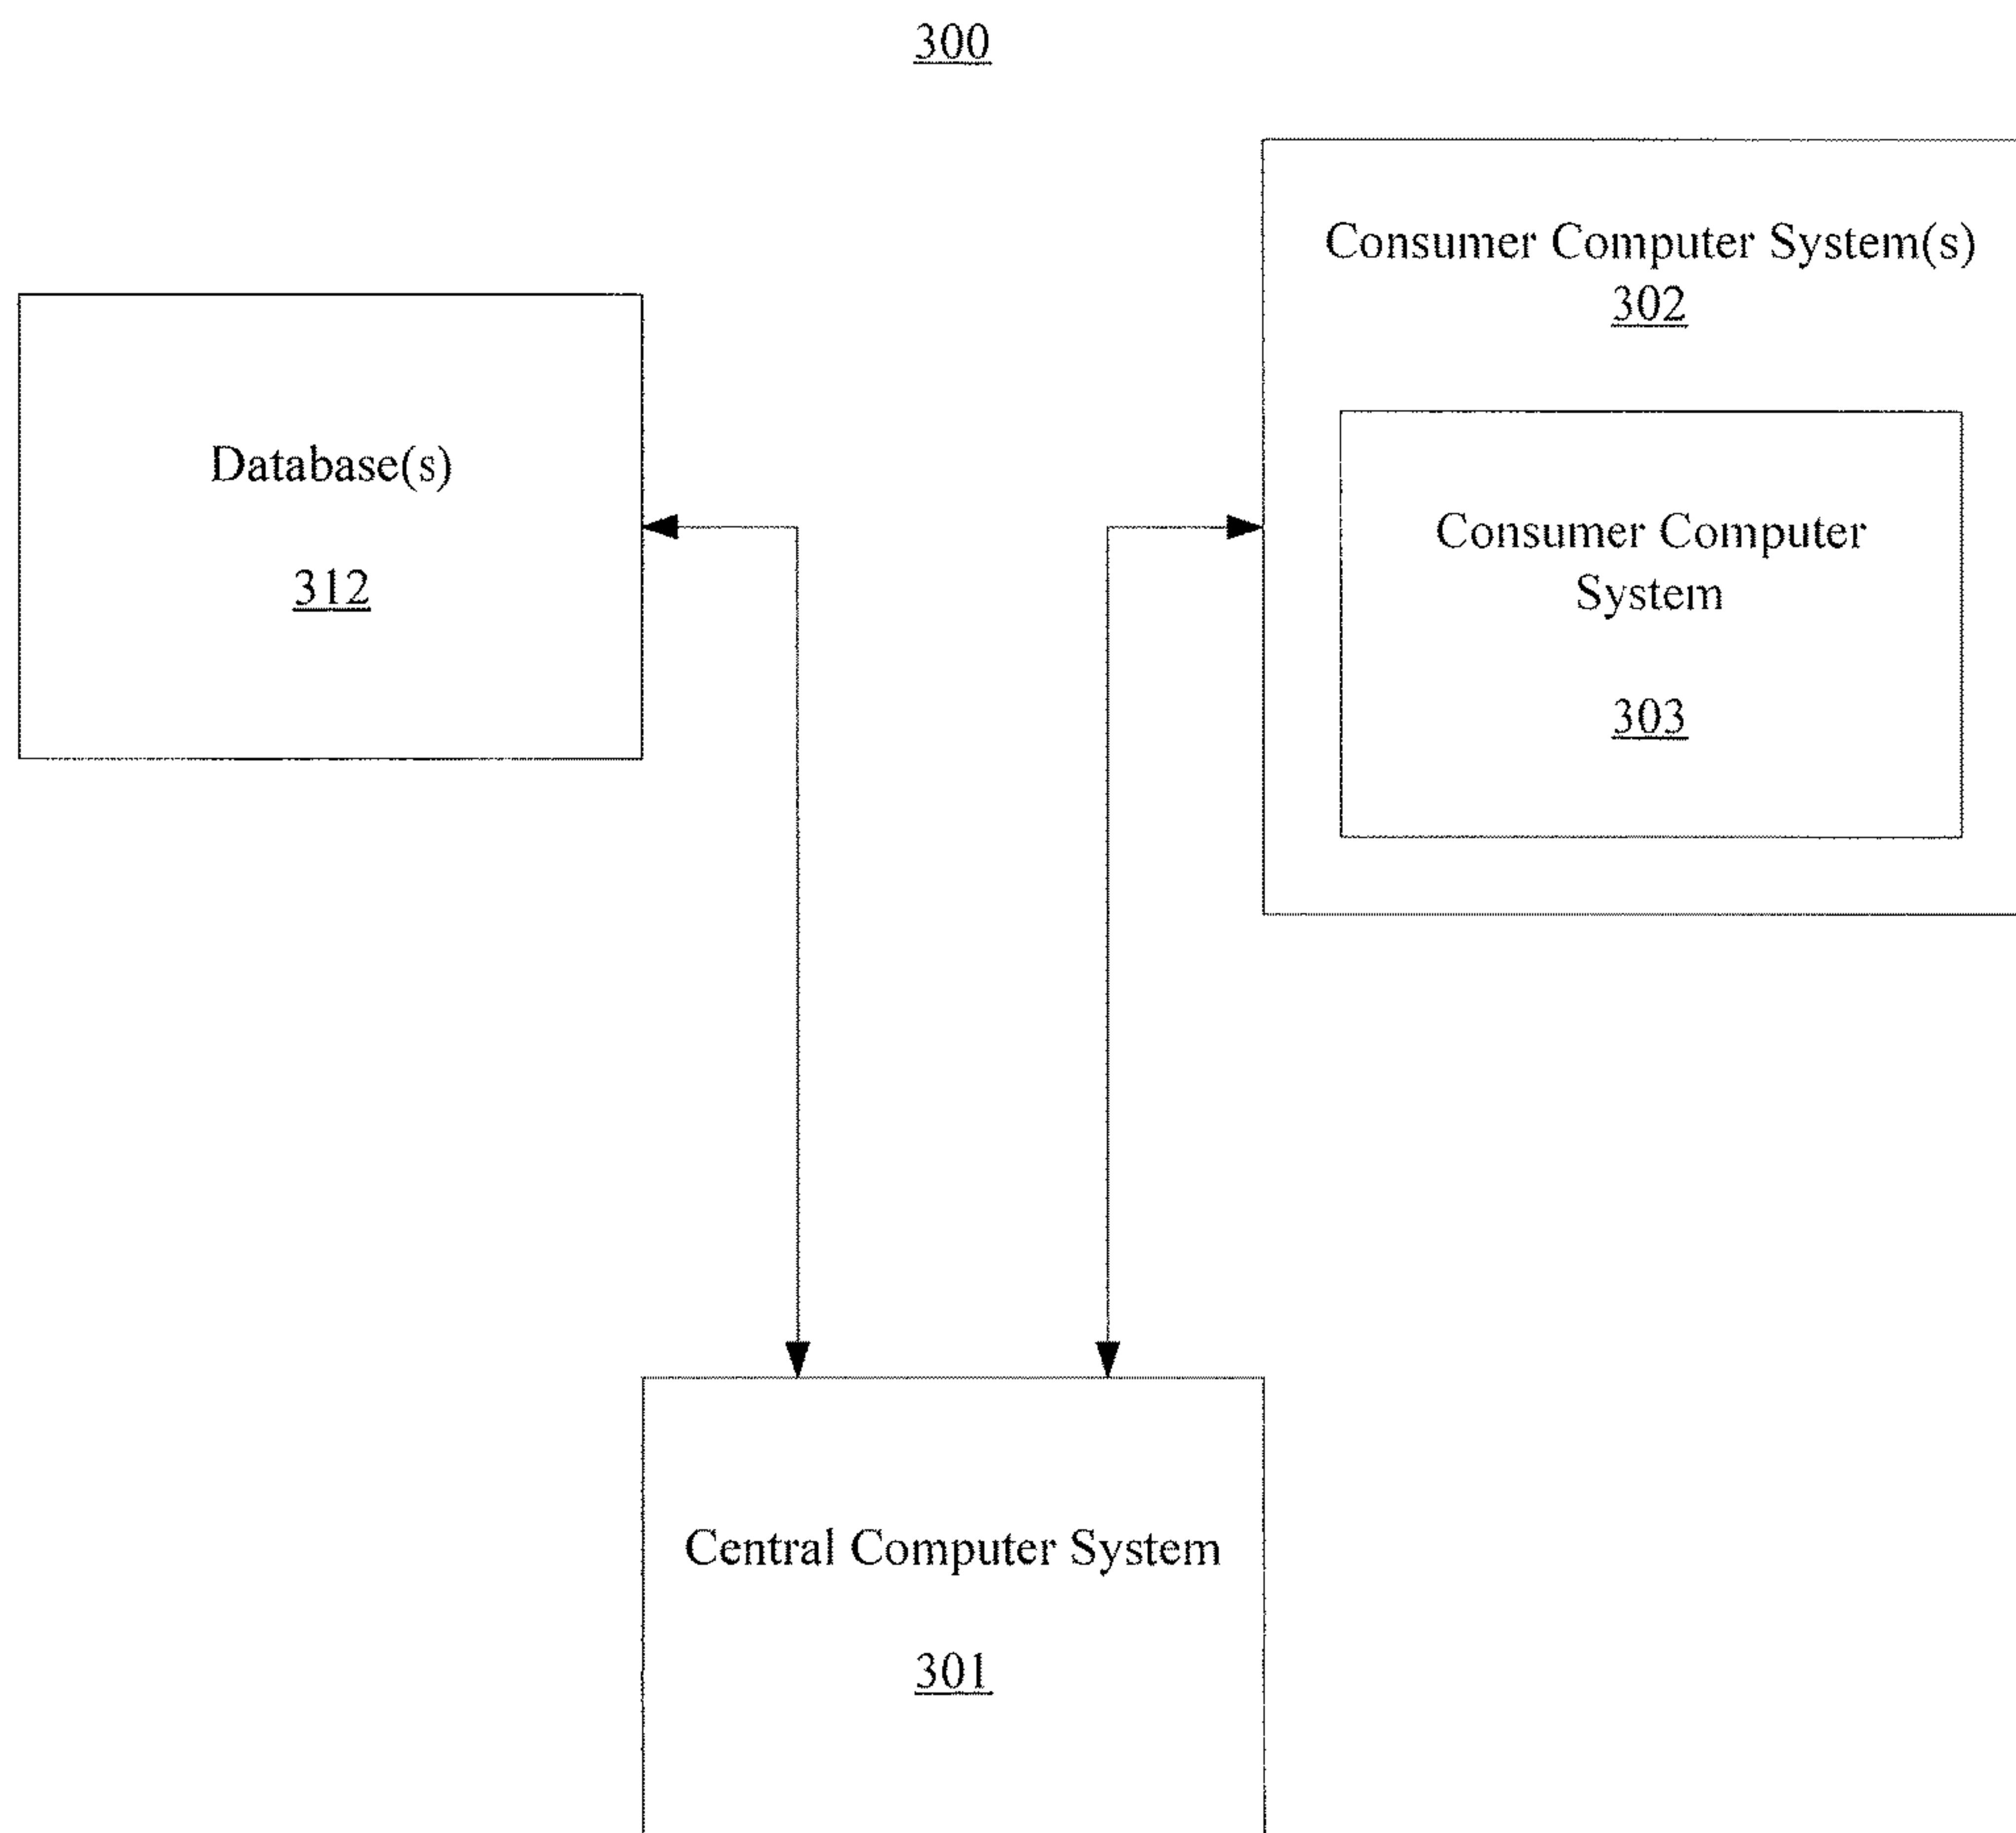 300
Consumer Computer System(s)
302
Database(s)
312
Consumer Computer
System
303
Central Computer System
301